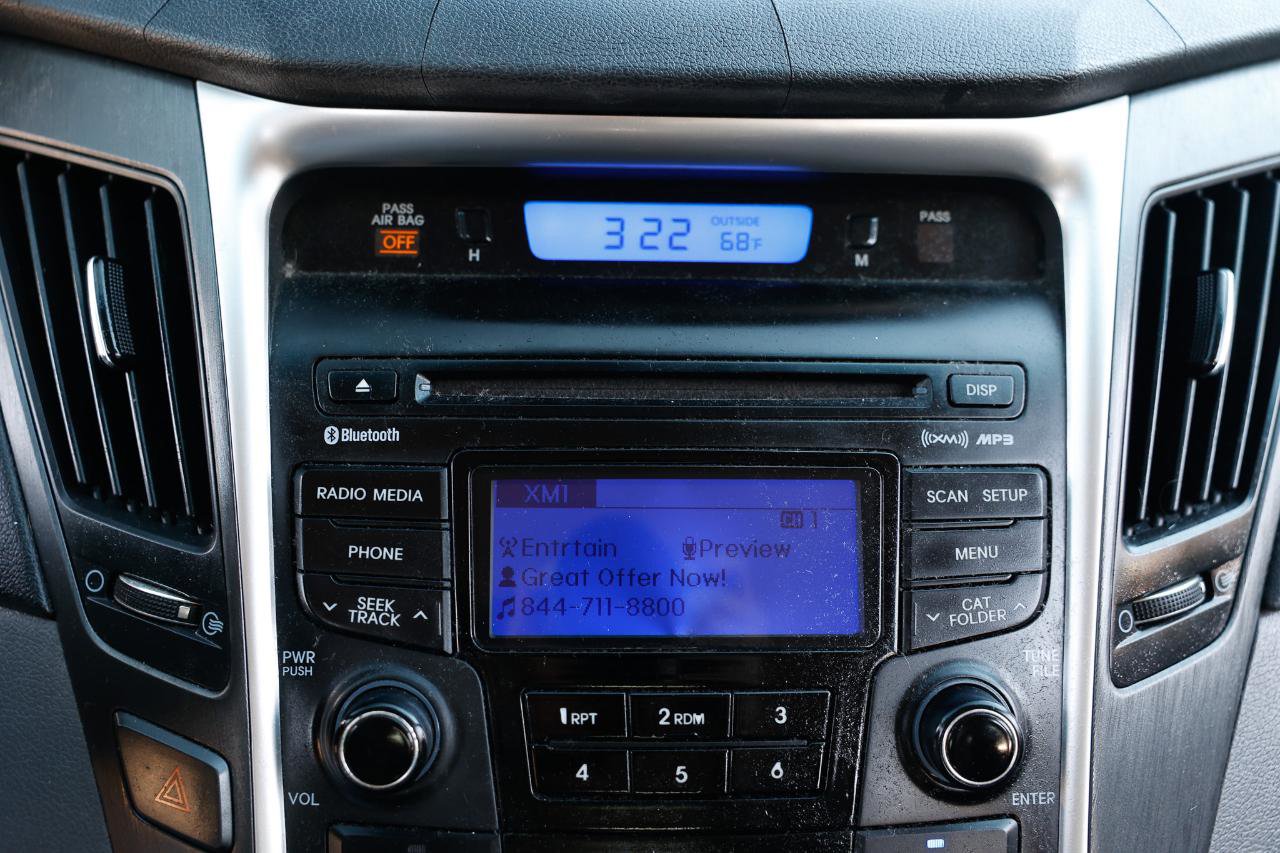 PASS
AIR BAG
OFF
H
3 22
OUTSIDE
68°F
M
PASS
DISP
Bluetooth
((XM)) MP3
RADIO MEDIA
XM1
SCAN SETUP
CH 1
PHONE
Entrtain Preview
MENU
Great Offer Now!
SEEK
TRACK
844-711-8800
CAT
FOLDER
PWR
PUSH
TUNE
FILE
1 RPT
2 RDM
3
4
5
6
VOL
ENTER